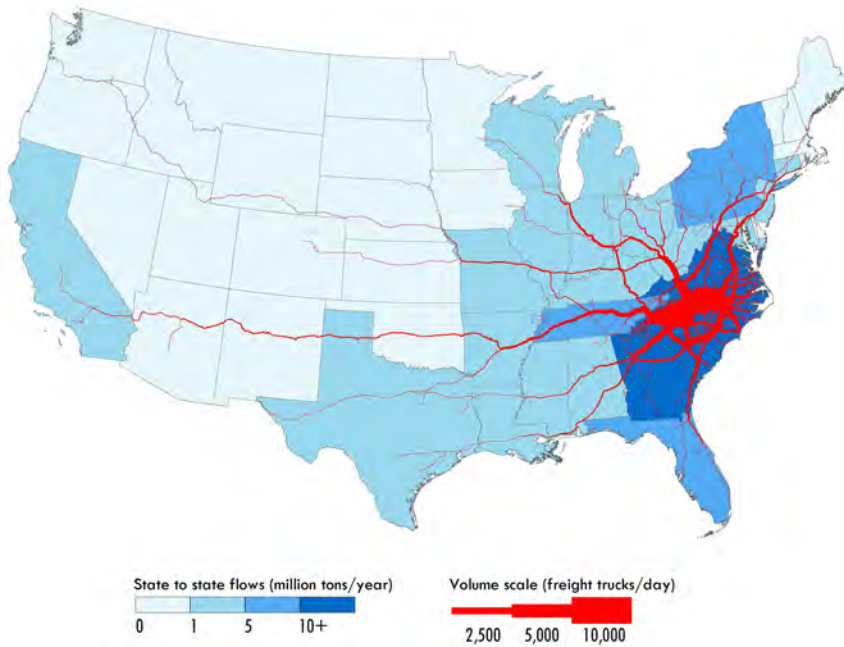 State to state flows (million tons/year)
0 1 5 10+
Volume scale (freight trucks/day)
2,500 5,000 10,000